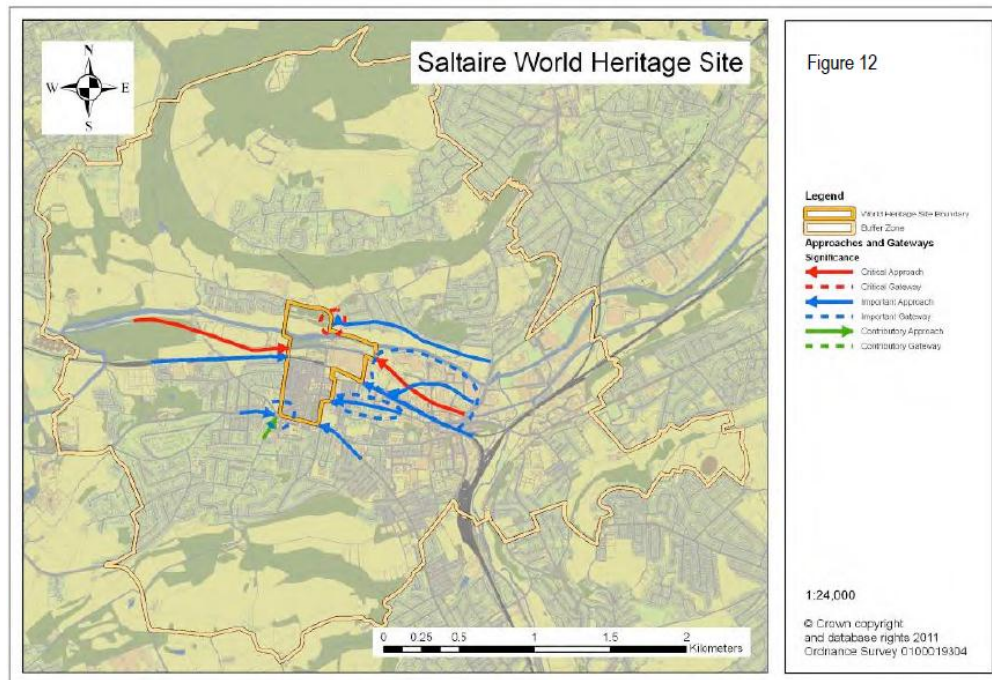 N
W E
S
Saltaire World Heritage Site
0 0.25 0.5 1 1.5 2
Kilometers
Figure 12
Legend
World Heritage Site Boundary
Buffer Zone
Approaches and Gateways
Significance
Critical Approach
Critical Gateway
Important Approach
Important Gateway
Contributory Approach
Contributory Gateway
1:24,000
© Crown copyright
and database rights 2011
Ordnance Survey 0100019304